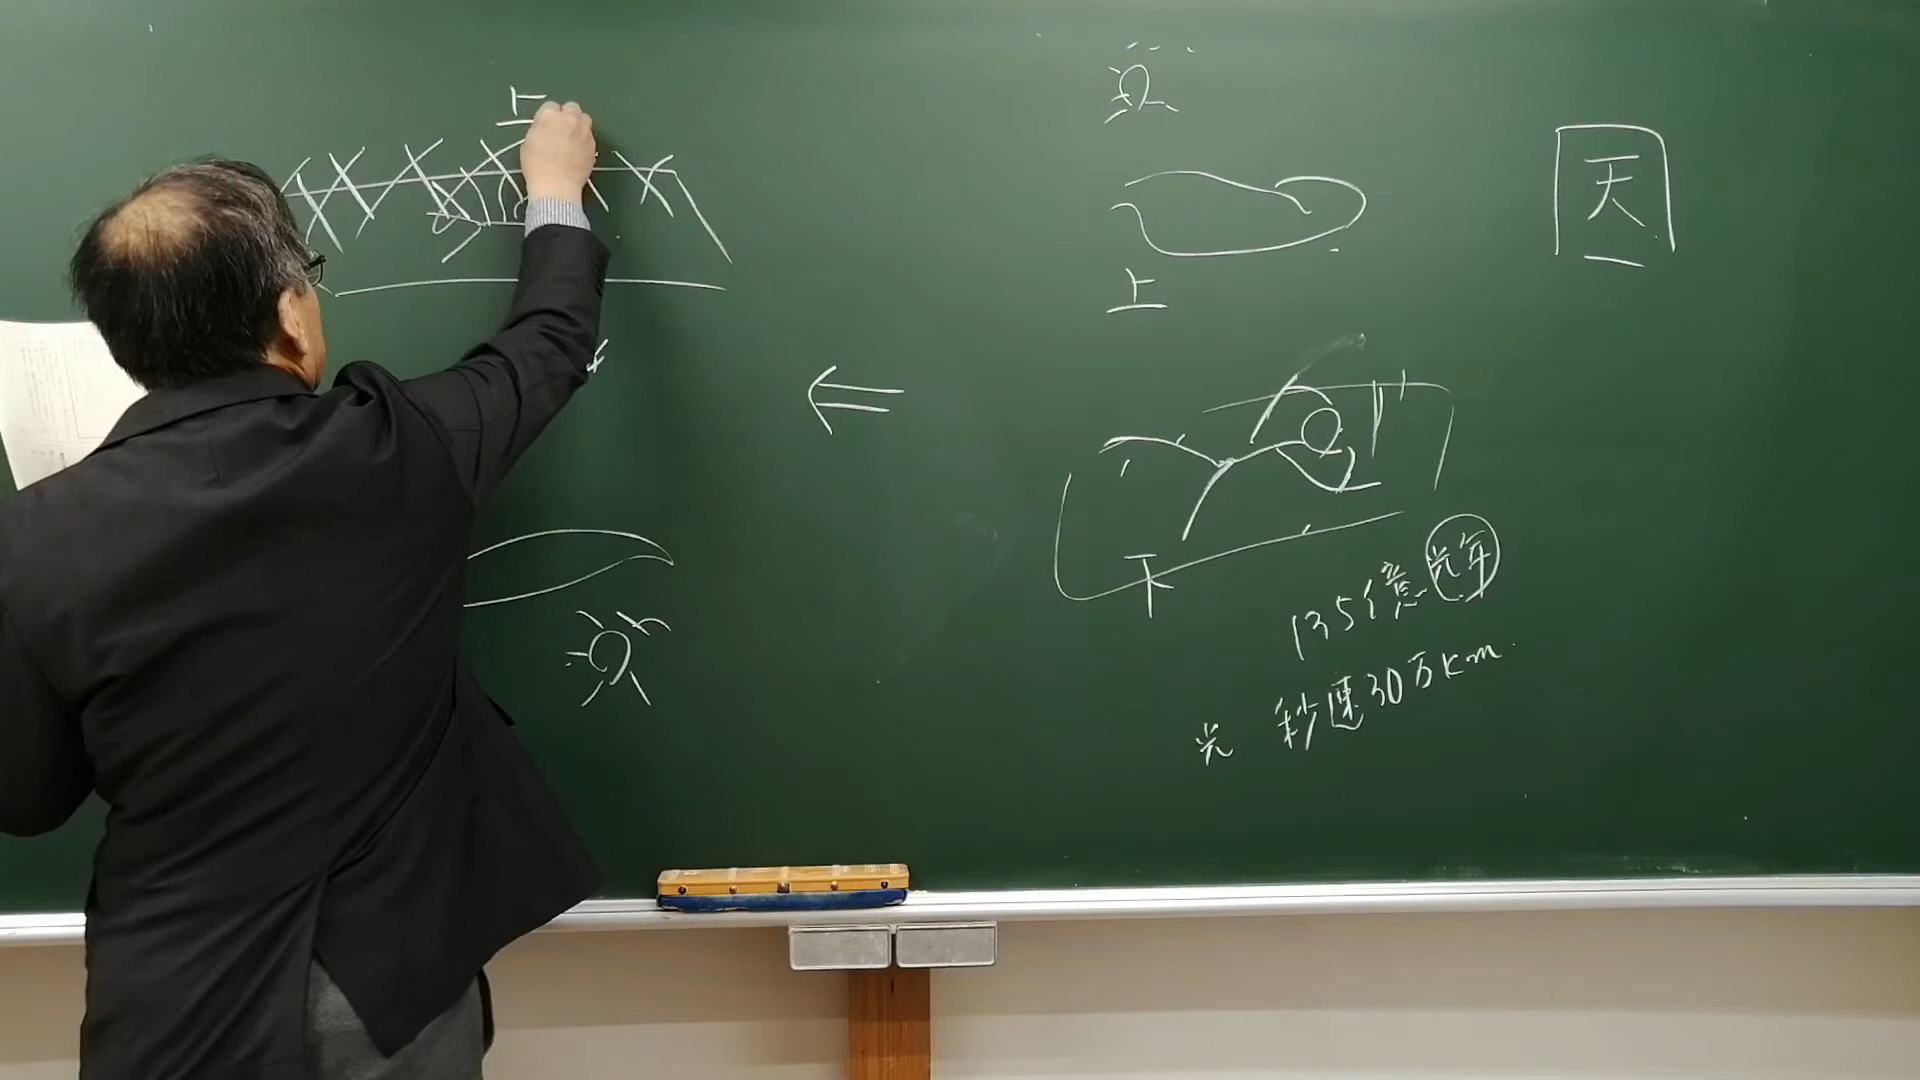 上
天
上
下
135億光年
光 秒速30万km